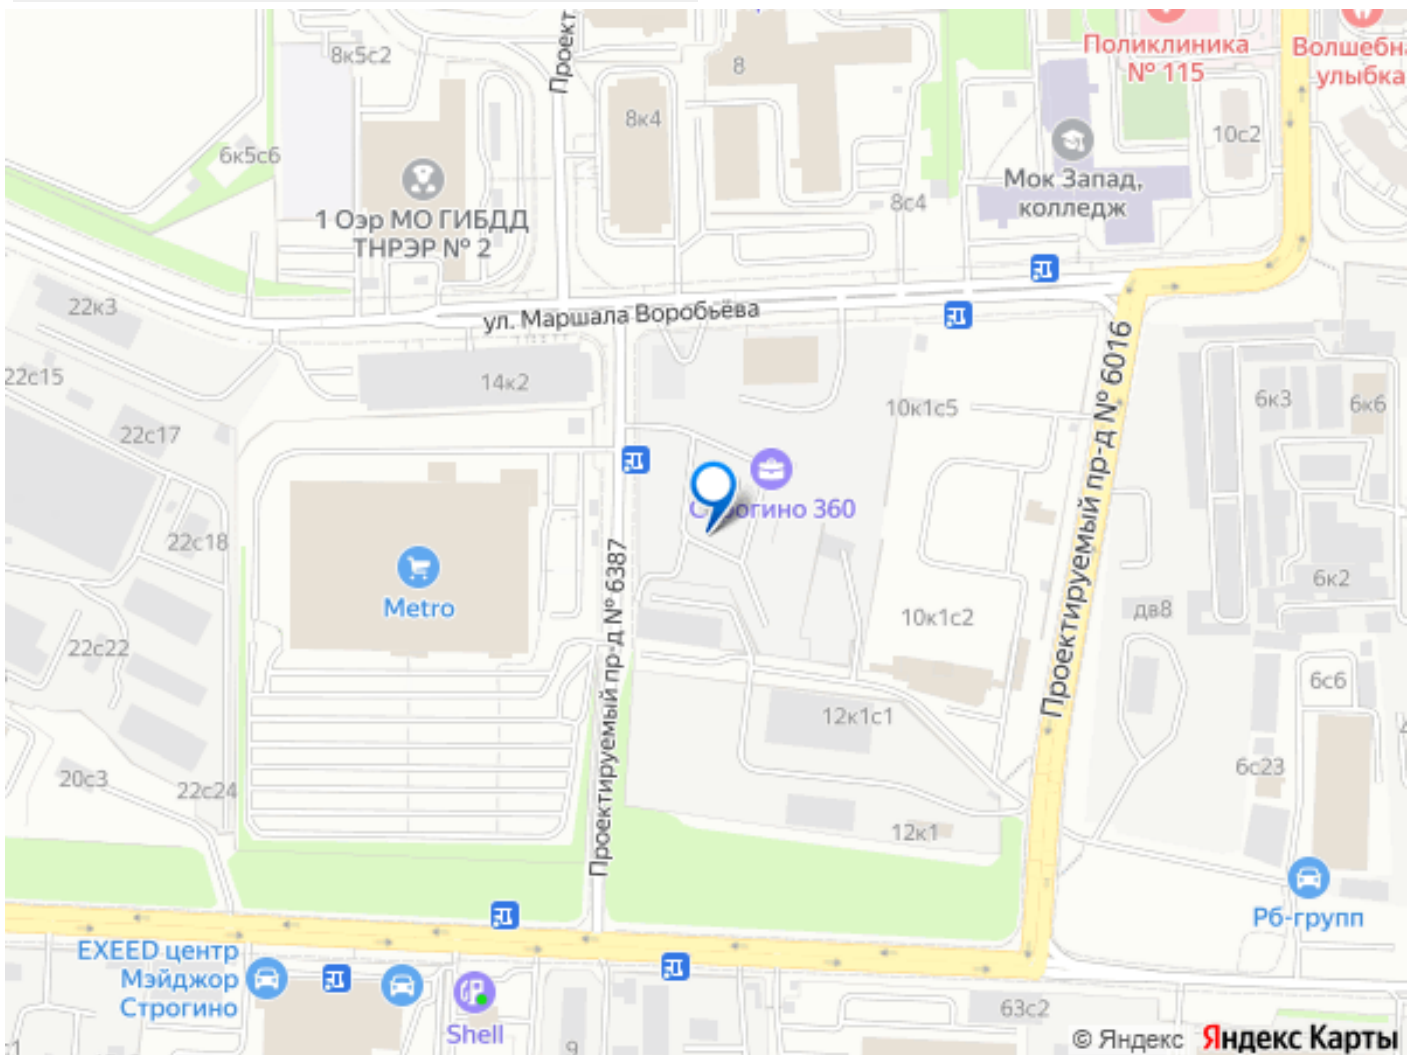 8к5с2
Проект.
8
8к4
Поликлиника
№ 115
Волшебна
улыбка
10с2
6к5с6
1 Оэр МО ГИБДД
ТНРЭР № 2
Мок Запад,
колледж
8с4
22к3
ул. Маршала Воробьёва
Проектируемый пр-д № 6016
22с15
14к2
10к1с5
6к3
6к6
22с17
Строгино 360
22с18
Metro
Проектируемый пр-д № 6387
10к1с2
6к2
дв8
22с22
6с6
12к1с1
20с3
22с24
6с23
12к1
Рб-групп
EXEED центр
Мэйджор
Строгино
Shell
9
63с2
© Яндекс Яндекс Карты